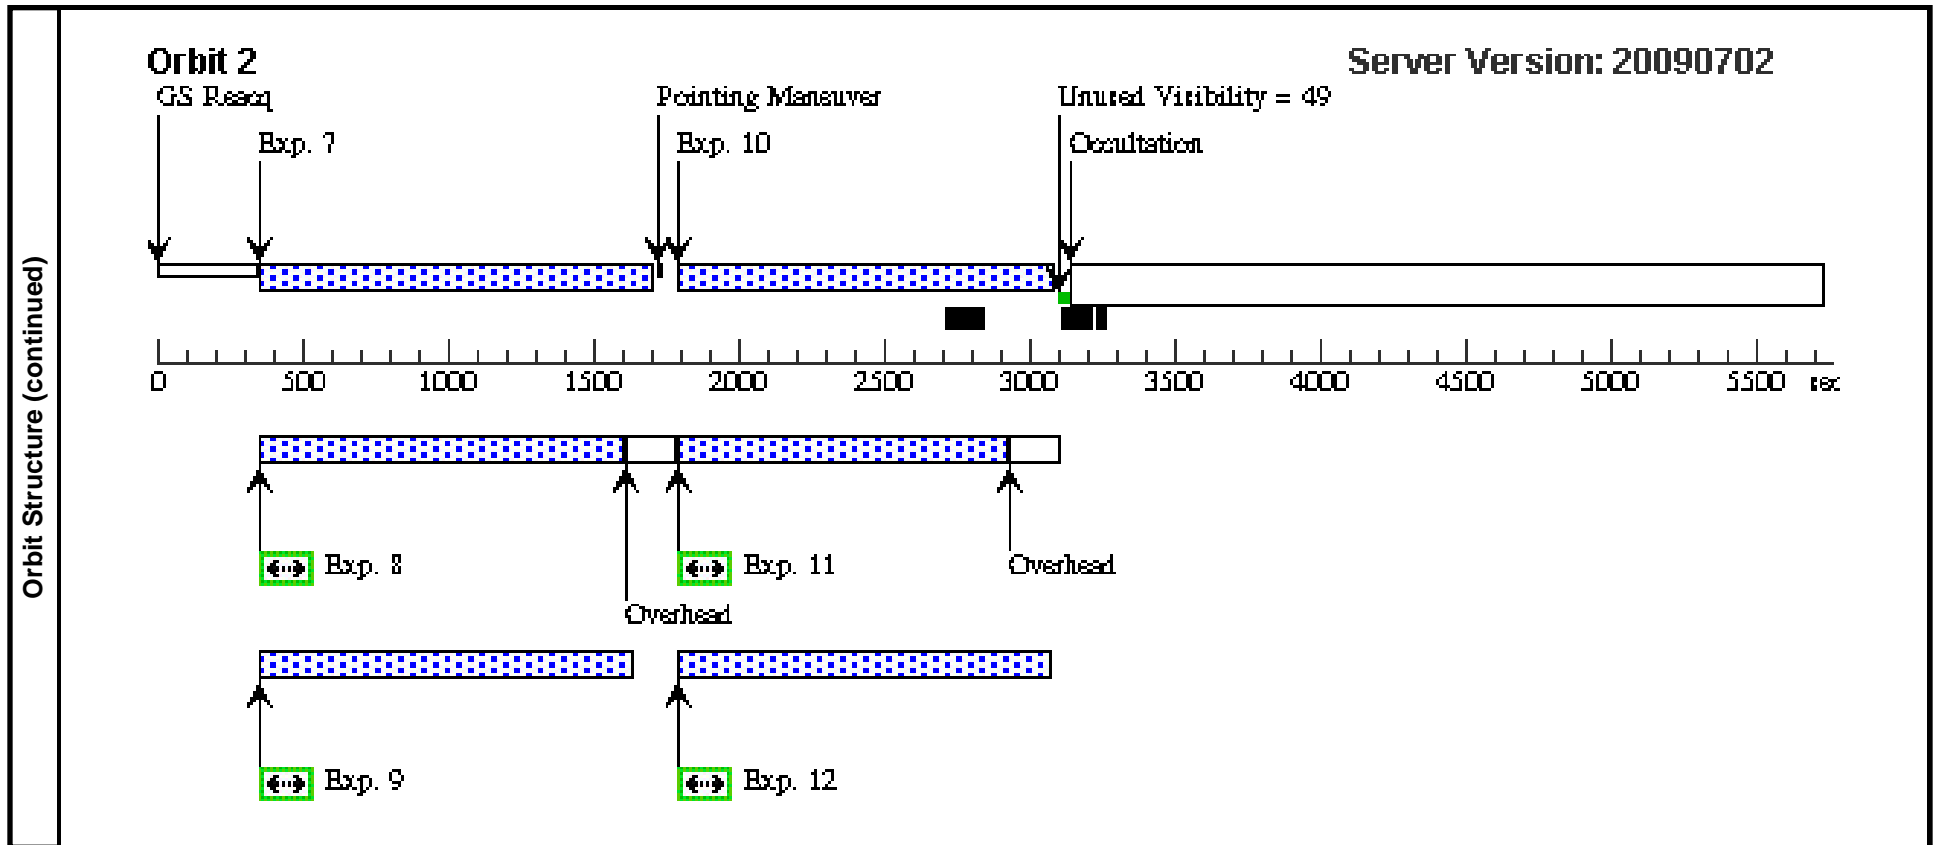 Orbit Structure (continued)
Orbit 2
Server Version: 20090702
GS Reacq
Pointing Maneuver
Unused Visibility = 49
Exp. 7
Exp. 10
Occultation
0 500 1000 1500 2000 2500 3000 3500 4000 4500 5000 5500 sec
Exp. 8
Exp. 11
Overhead
Overhead
Exp. 9
Exp. 12